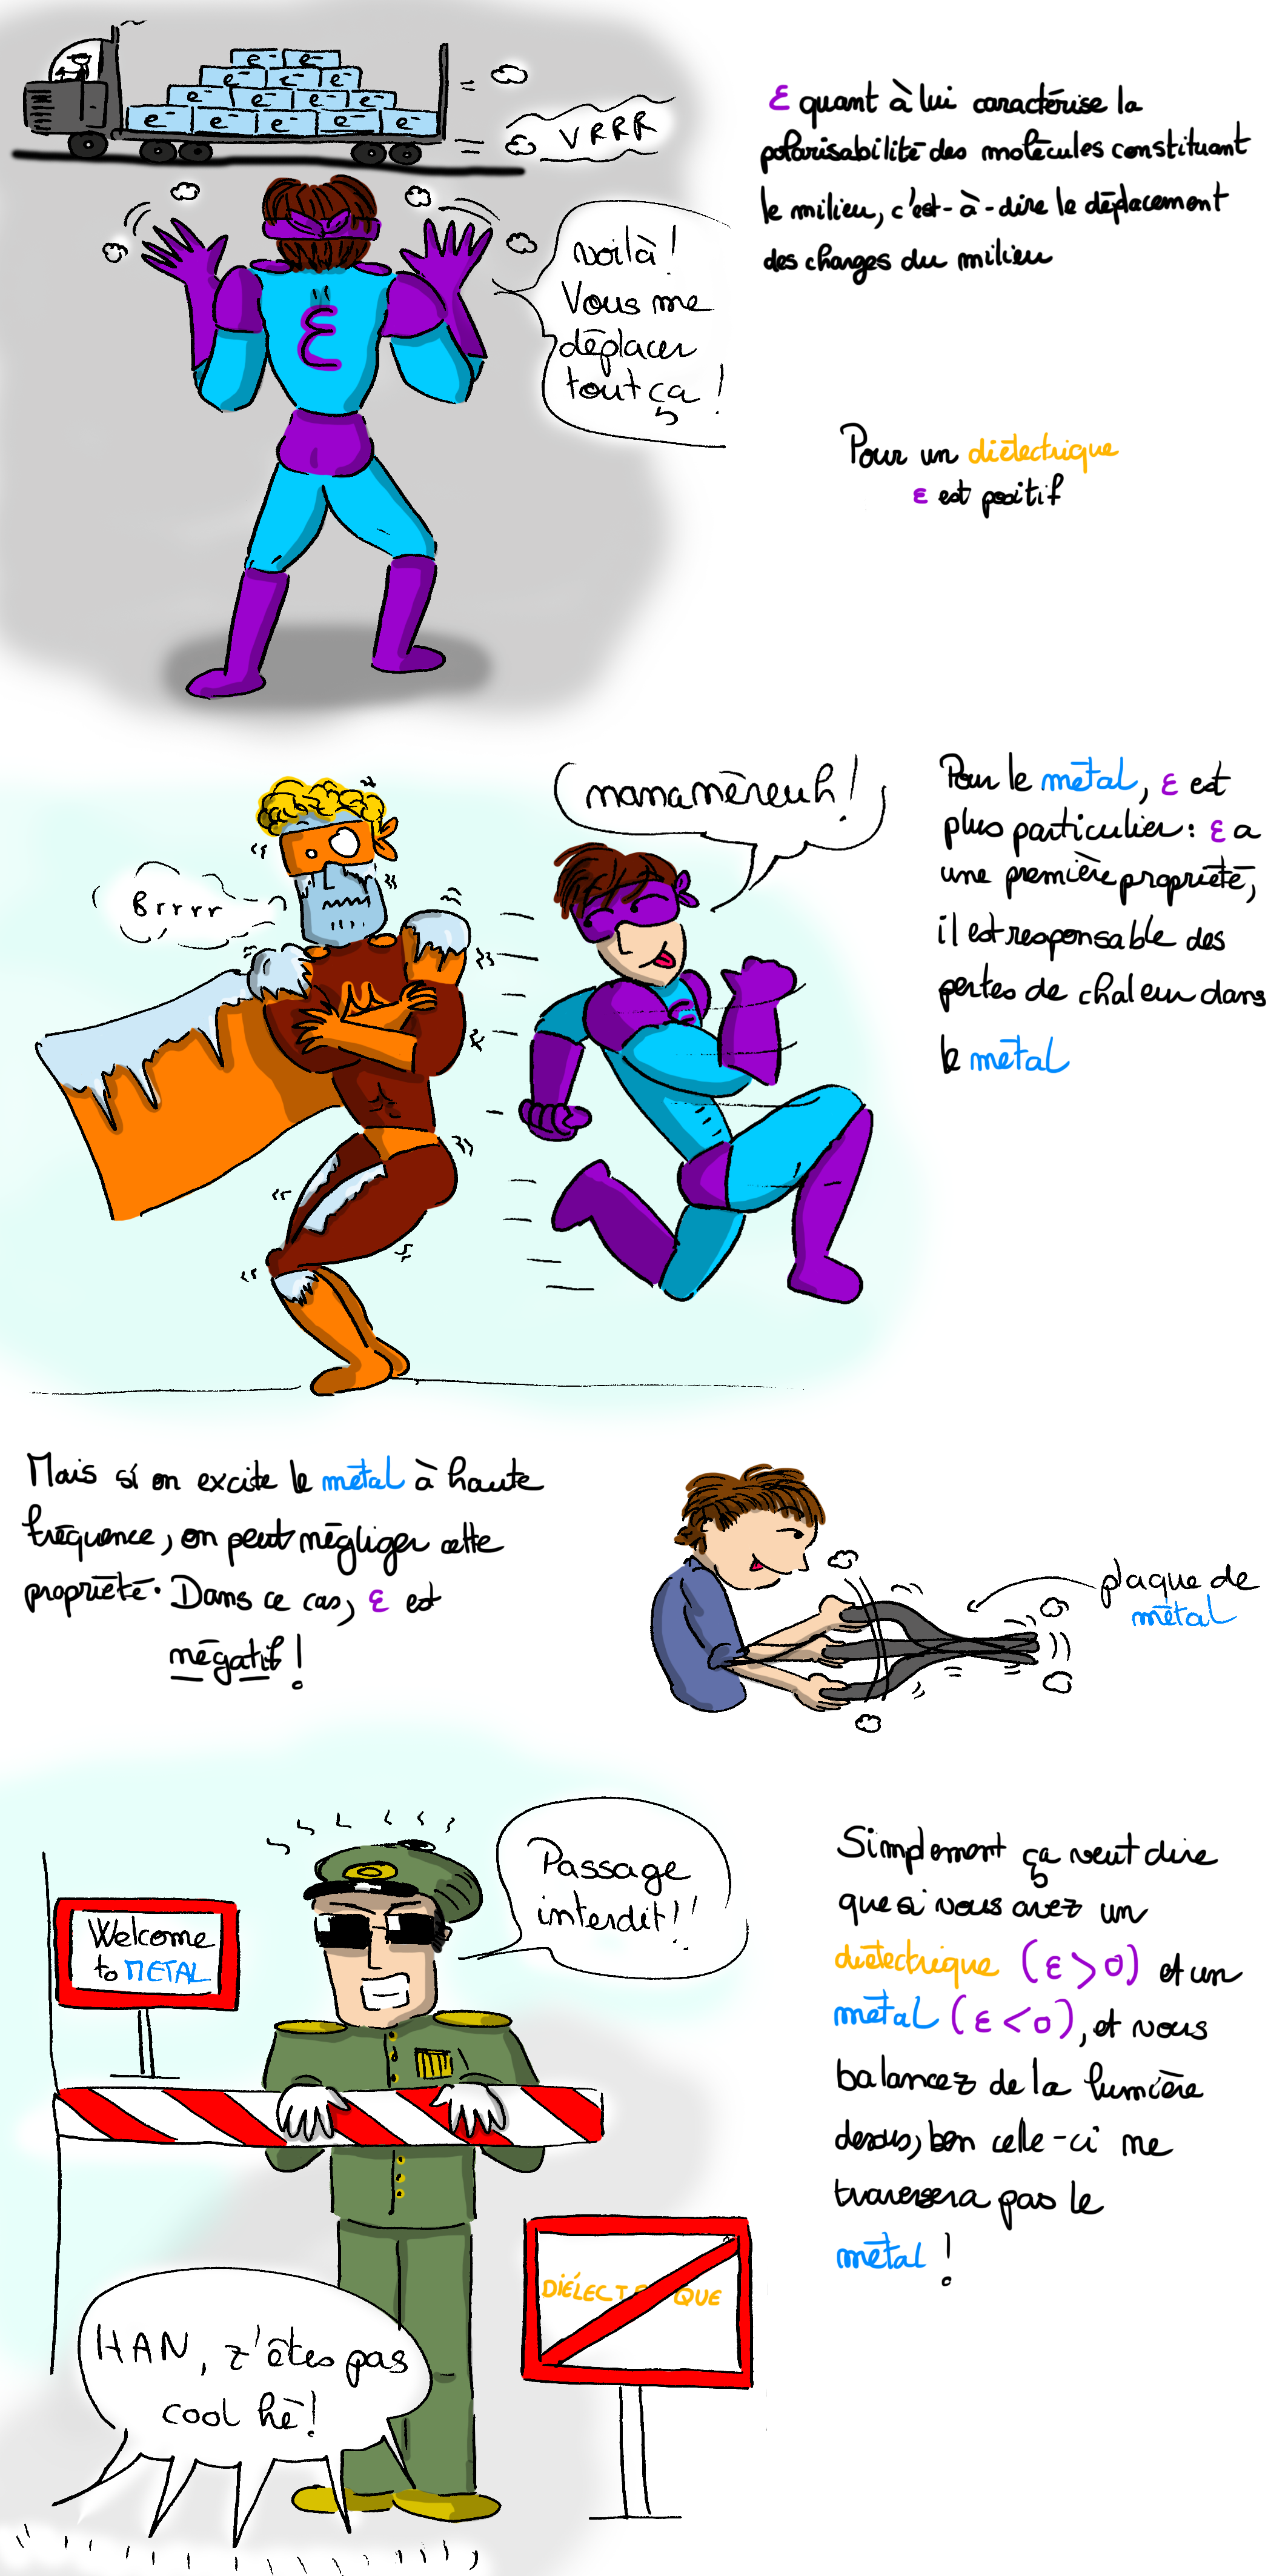 e⁻ e⁻
e⁻ e⁻ e⁻
e⁻ e⁻ e⁻ e⁻
e⁻ e⁻ e⁻ e⁻ e⁻
VRRR
ε quant à lui caractérise la
polarisabilité des molécules constituant
le milieu, c'est-à-dire le déplacement
des charges du milieu
voilà!
Vous me
déplacer
tout ça!
ε
Pour un diélectrique
ε est positif
mamamèreuh!
Brrrr
μ
ε
Pour le métal, ε est
plus particulier: ε a
une première propriété,
il est responsable des
pertes de chaleur dans
le métal
Mais si on excite le métal à haute
fréquence, on peut négliger cette
propriété. Dans ce cas, ε est
négatif!
plaque de
métal
Passage
interdit!!
Welcome
to METAL
Simplement ça veut dire
que si vous avez un
diélectrique (ε>0) et un
métal (ε<0), et vous
balancez de la lumière
dessus, ben celle-ci ne
traversera pas le
métal!
DIÉLECTRIQUE
HAN, z'êtes pas
cool hé!